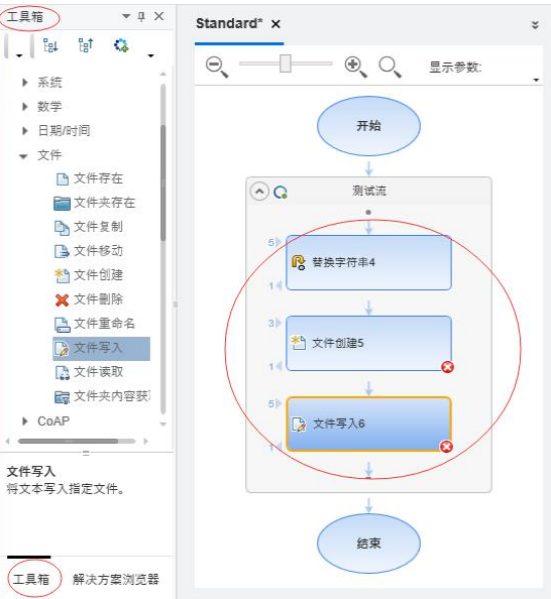 工具箱
系统
数学
日期/时间
文件
文件存在
文件夹存在
文件复制
文件移动
文件创建
文件删除
文件重命名
文件写入
文件读取
文件夹内容获
CoAP
文件写入
将文本写入指定文件。
工具箱
解决方案浏览器
Standard*
显示参数:
开始
测试流
5
替换字符串4
1
3
文件创建5
1
5
文件写入6
1
结束